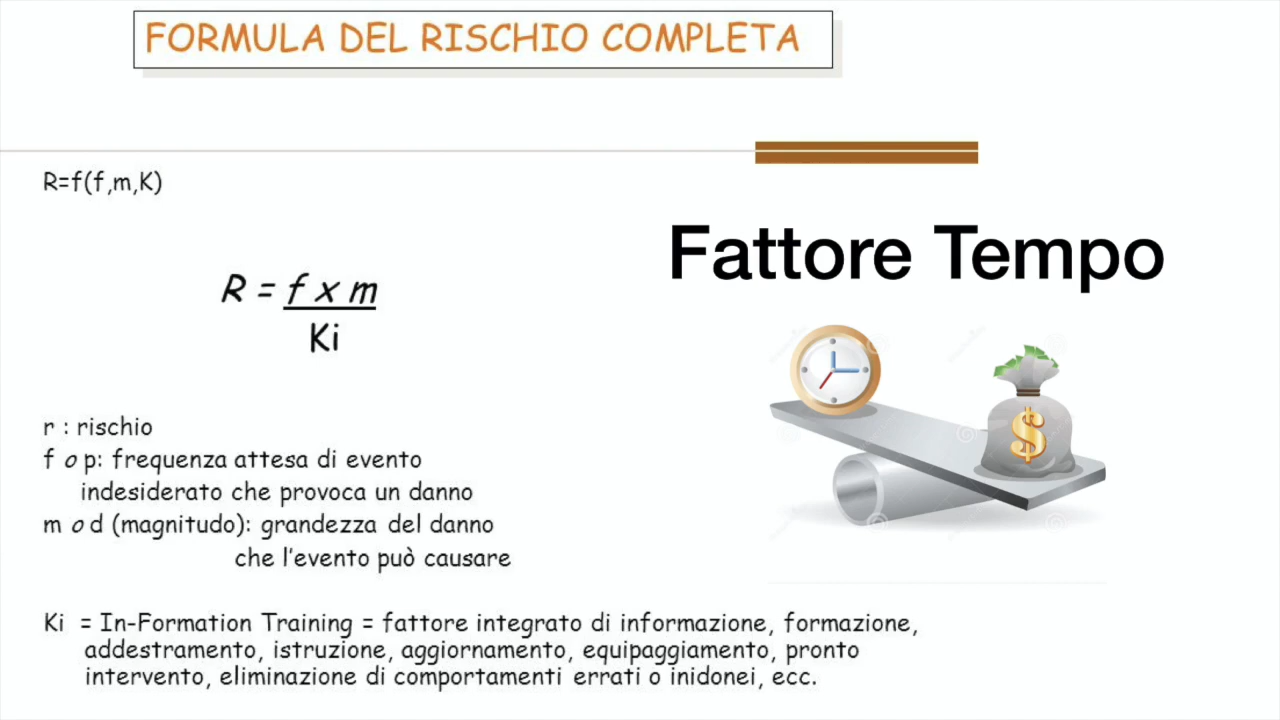 FORMULA DEL RISCHIO COMPLETA
R=f(f,m,K)
Fattore Tempo
R = f x m
Ki
$
r : rischio
f o p: frequenza attesa di evento
indesiderato che provoca un danno
m o d (magnitudo): grandezza del danno
che l'evento può causare
Ki = In-Formation Training = fattore integrato di informazione, formazione,
addestramento, istruzione, aggiornamento, equipaggiamento, pronto
intervento, eliminazione di comportamenti errati o inidonei, ecc.